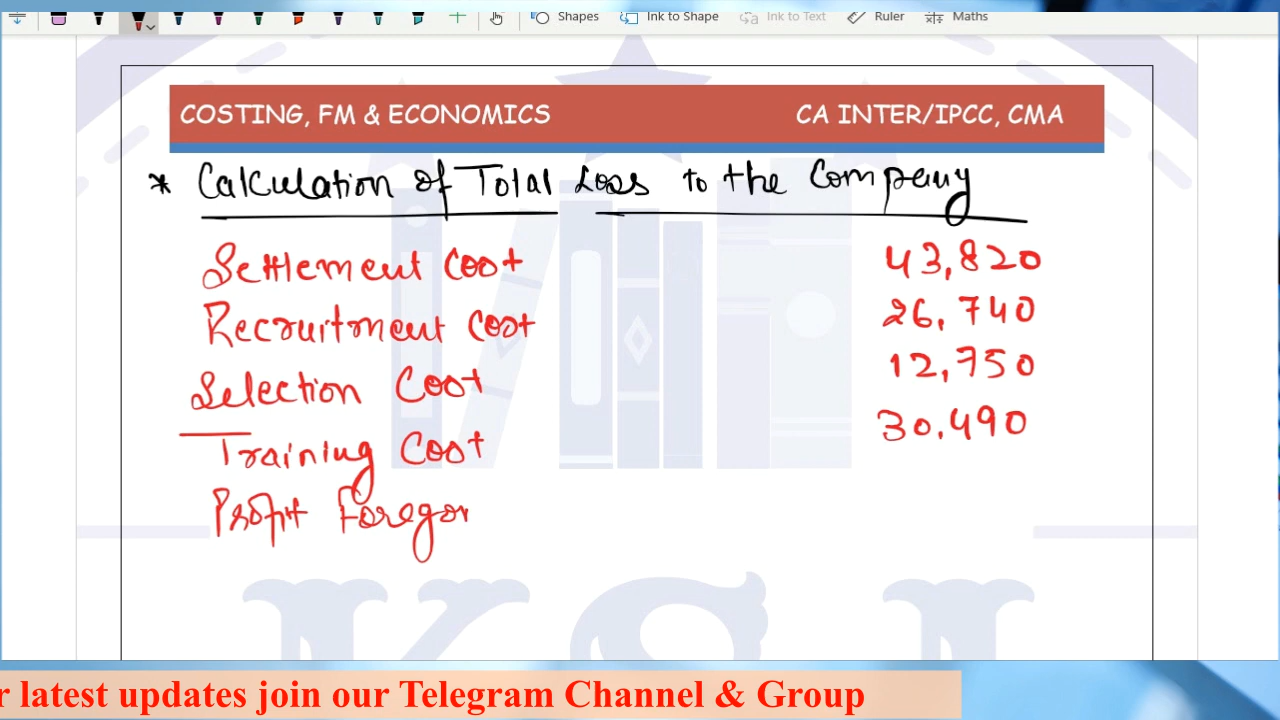 Shapes Ink to Shape Ink to Text Ruler Maths
COSTING, FM & ECONOMICS CA INTER/IPCC, CMA
* Calculation of Total Loss to the Company
Settlement Cost 43,820
Recruitment Cost 26,740
Selection Cost 12,750
Training Cost 30,490
Profit Foregon
KSI
r latest updates join our Telegram Channel & Group